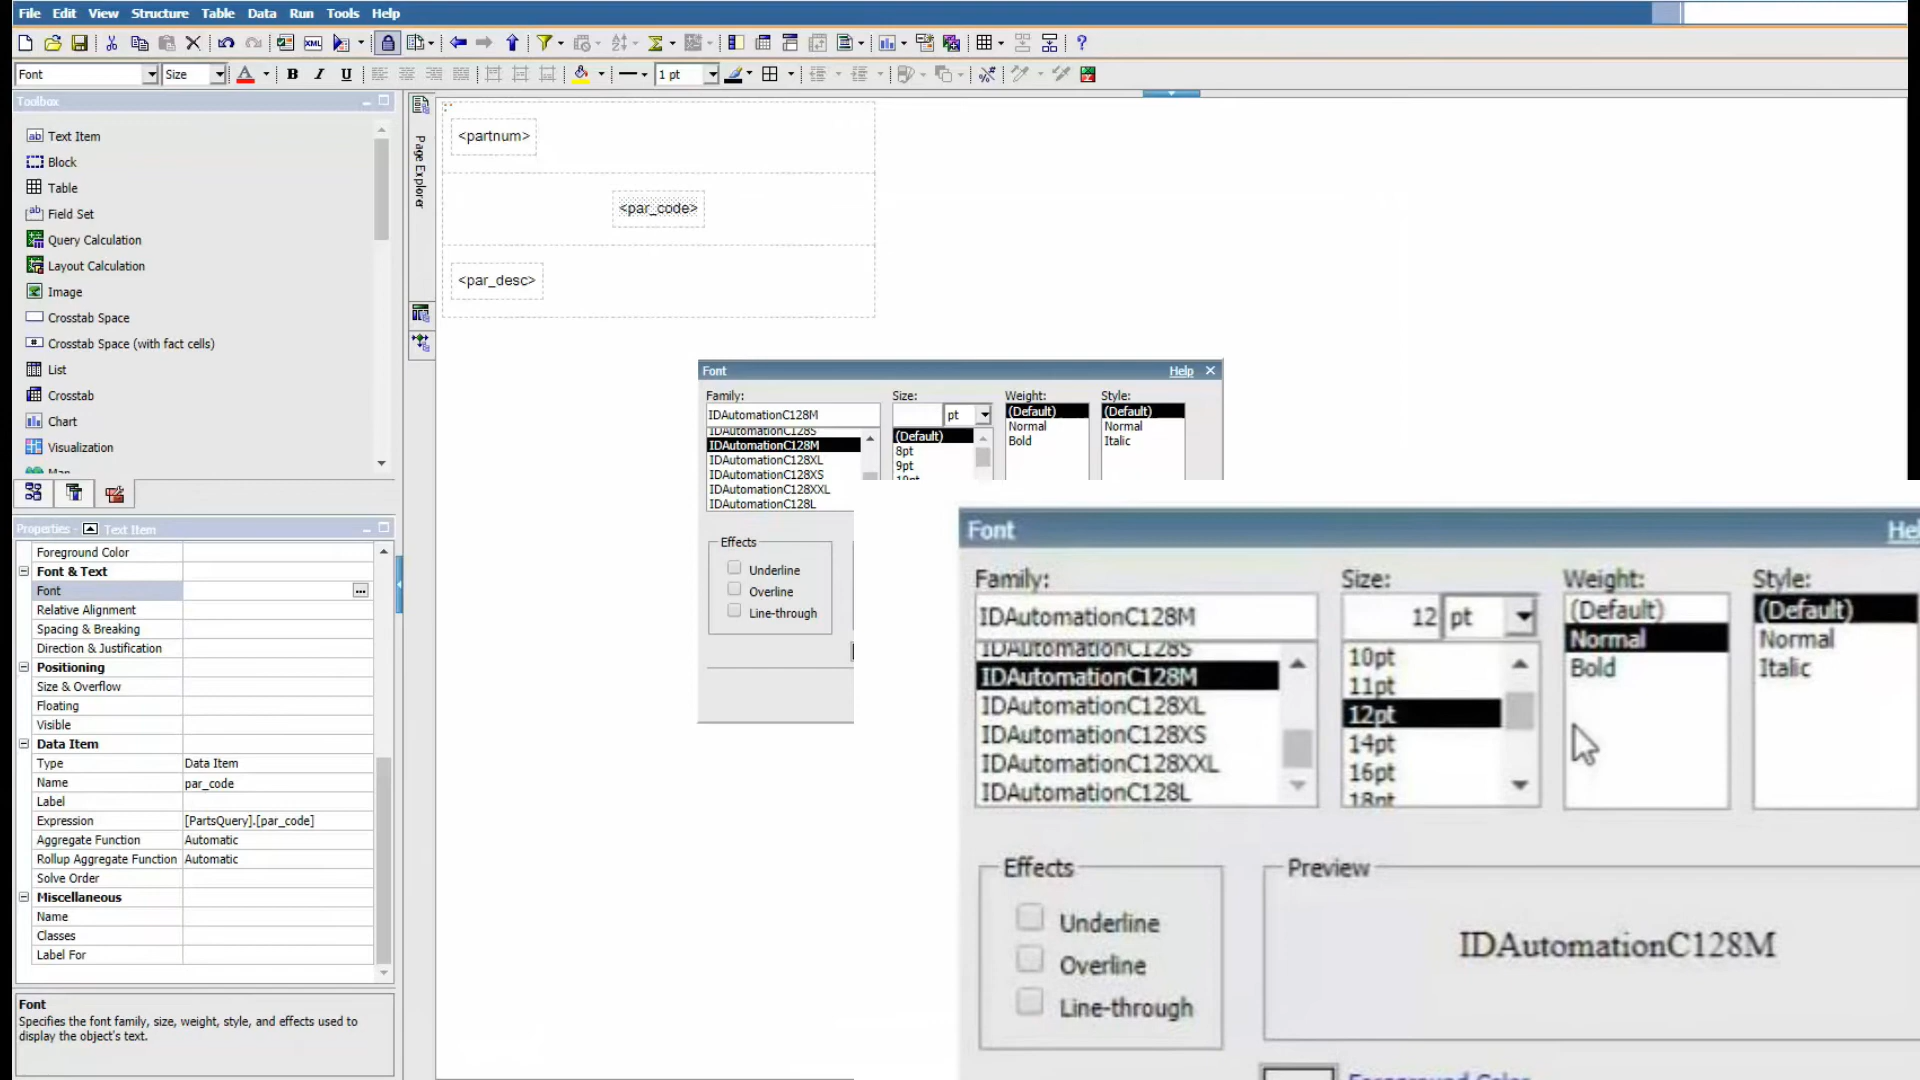 File Edit View Structure Table Data Run Tools Help
Font Size 1 pt
Toolbox
Text Item
Block
Table
Field Set
Query Calculation
Layout Calculation
Image
Crosstab Space
Crosstab Space (with fact cells)
List
Crosstab
Chart
Visualization
Map
Properties - Text Item
Foreground Color
Font & Text
Font
Relative Alignment
Spacing & Breaking
Direction & Justification
Positioning
Size & Overflow
Floating
Visible
Data Item
Type Data Item
Name par_code
Label
Expression [PartsQuery].[par_code]
Aggregate Function Automatic
Rollup Aggregate Function Automatic
Solve Order
Miscellaneous
Name
Classes
Label For
Font
Specifies the font family, size, weight, style, and effects used to
display the object's text.
Page Explorer
<partnum>
<par_code>
<par_desc>
Font Help
Family: Size: Weight: Style:
IDAutomationC128M pt
IDAutomationC128S
IDAutomationC128M
IDAutomationC128XL
IDAutomationC128XS
IDAutomationC128XXL
IDAutomationC128L
(Default)
8pt
9pt
10pt
(Default)
Normal
Bold
(Default)
Normal
Italic
Effects
Underline
Overline
Line-through
Font Hel
Family: Size: Weight: Style:
IDAutomationC128M 12 pt
IDAutomationC128S
IDAutomationC128M
IDAutomationC128XL
IDAutomationC128XS
IDAutomationC128XXL
IDAutomationC128L
10pt
11pt
12pt
14pt
16pt
18pt
(Default)
Normal
Bold
(Default)
Normal
Italic
Effects
Underline
Overline
Line-through
Preview
IDAutomationC128M
Foreground Color